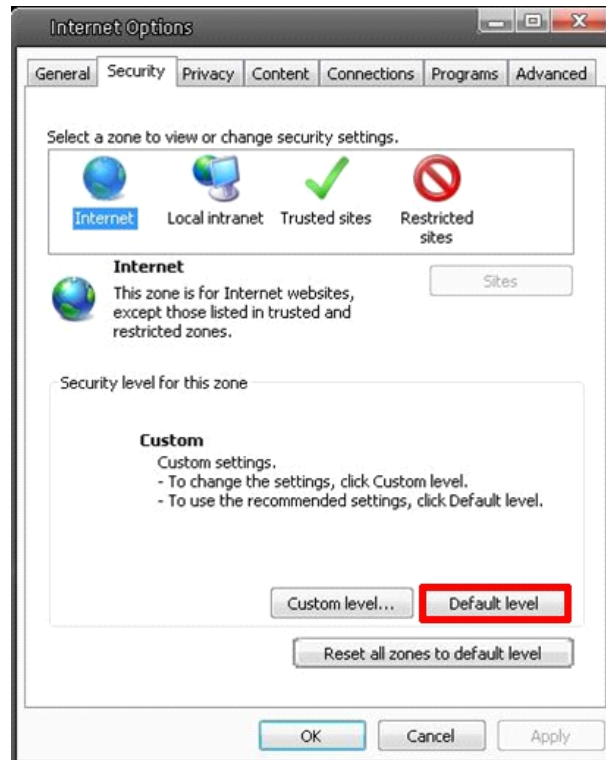 Internet Options
General Security Privacy Content Connections Programs Advanced
Select a zone to view or change security settings.
Internet Local intranet Trusted sites Restricted sites
Internet
Sites
This zone is for Internet websites,
except those listed in trusted and
restricted zones.
Security level for this zone
Custom
Custom settings.
- To change the settings, click Custom level.
- To use the recommended settings, click Default level.
Custom level... Default level
Reset all zones to default level
OK Cancel Apply